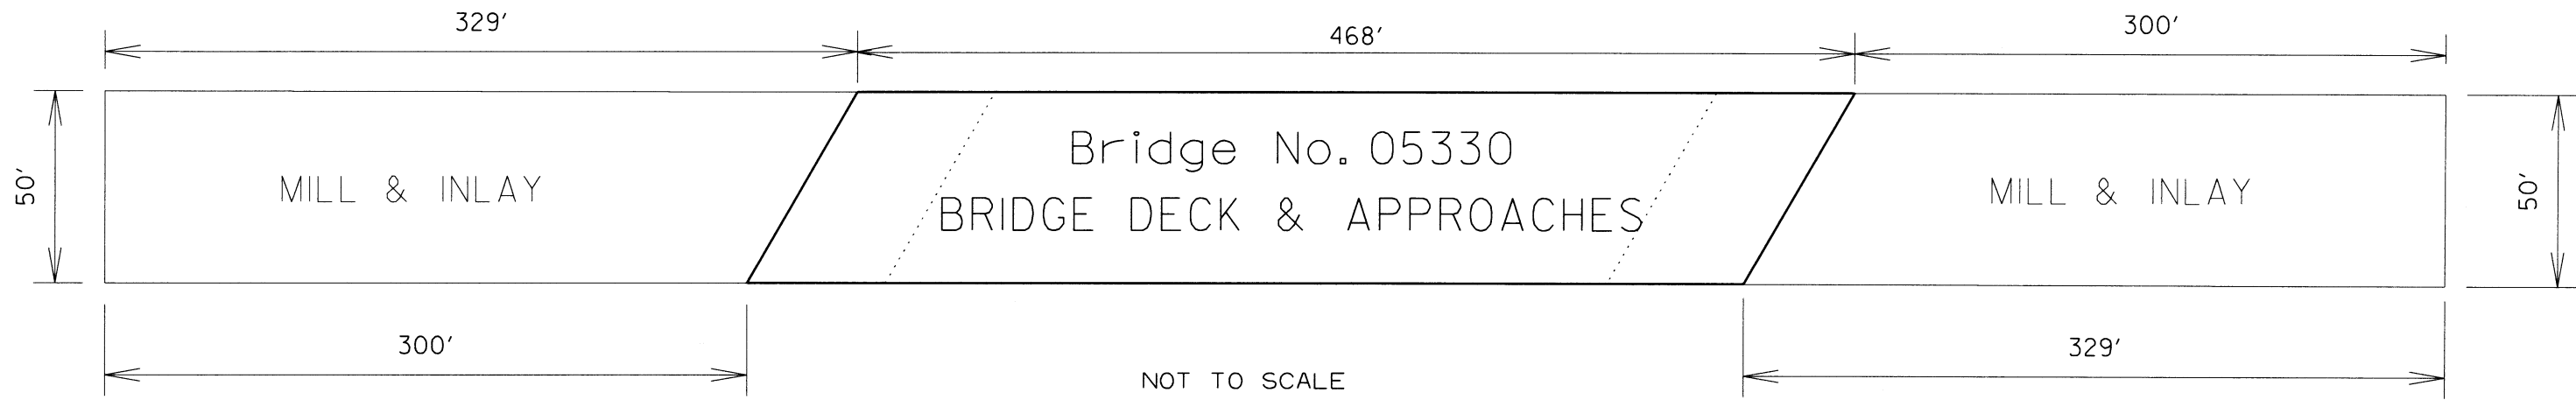 329'
468'
300'
50'
MILL & INLAY
Bridge No. 05330
BRIDGE DECK & APPROACHES
MILL & INLAY
50'
300'
NOT TO SCALE
329'